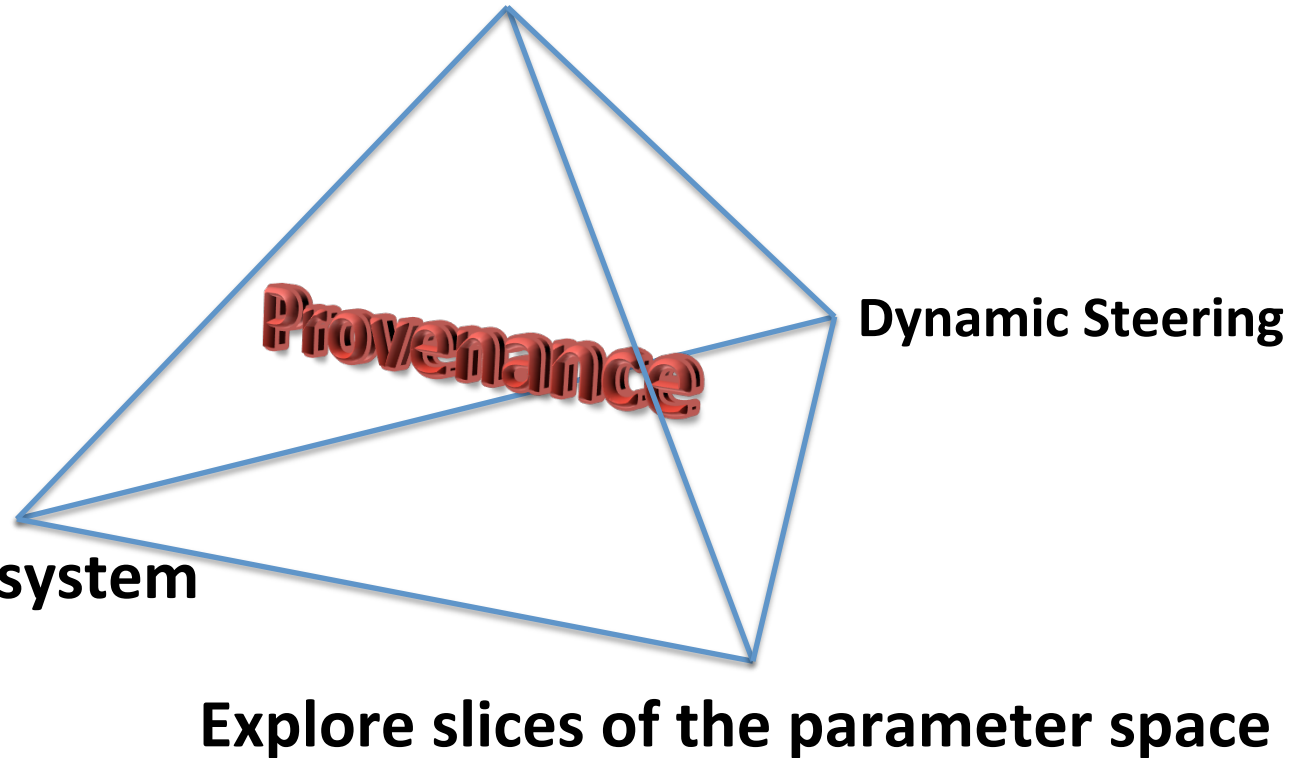 Provenance
Dynamic Steering
system
Explore slices of the parameter space